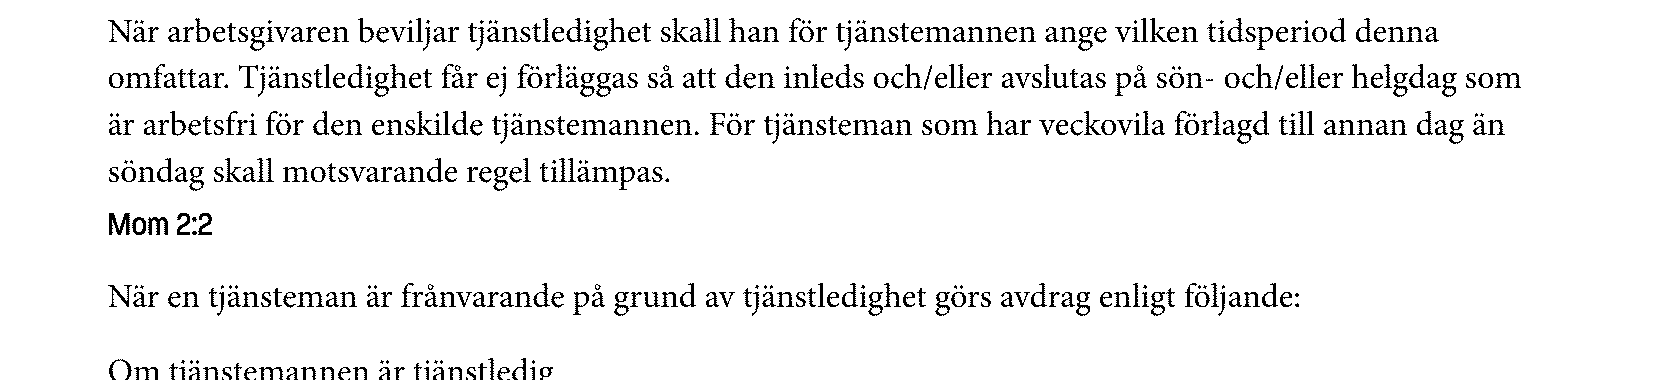 När arbetsgivaren beviljar tjänstledighet skall han för tjänstemannen ange vilken tidsperiod denna
omfattar. Tjänstledighet får ej förläggas så att den inleds och/eller avslutas på sön- och/eller helgdag som
är arbetsfri för den enskilde tjänstemannen. För tjänsteman som har veckovila förlagd till annan dag än
söndag skall motsvarande regel tillämpas.
Mom 2:2
När en tjänsteman är frånvarande på grund av tjänstledighet görs avdrag enligt följande:
Om tjänstemannen är tjänstledig